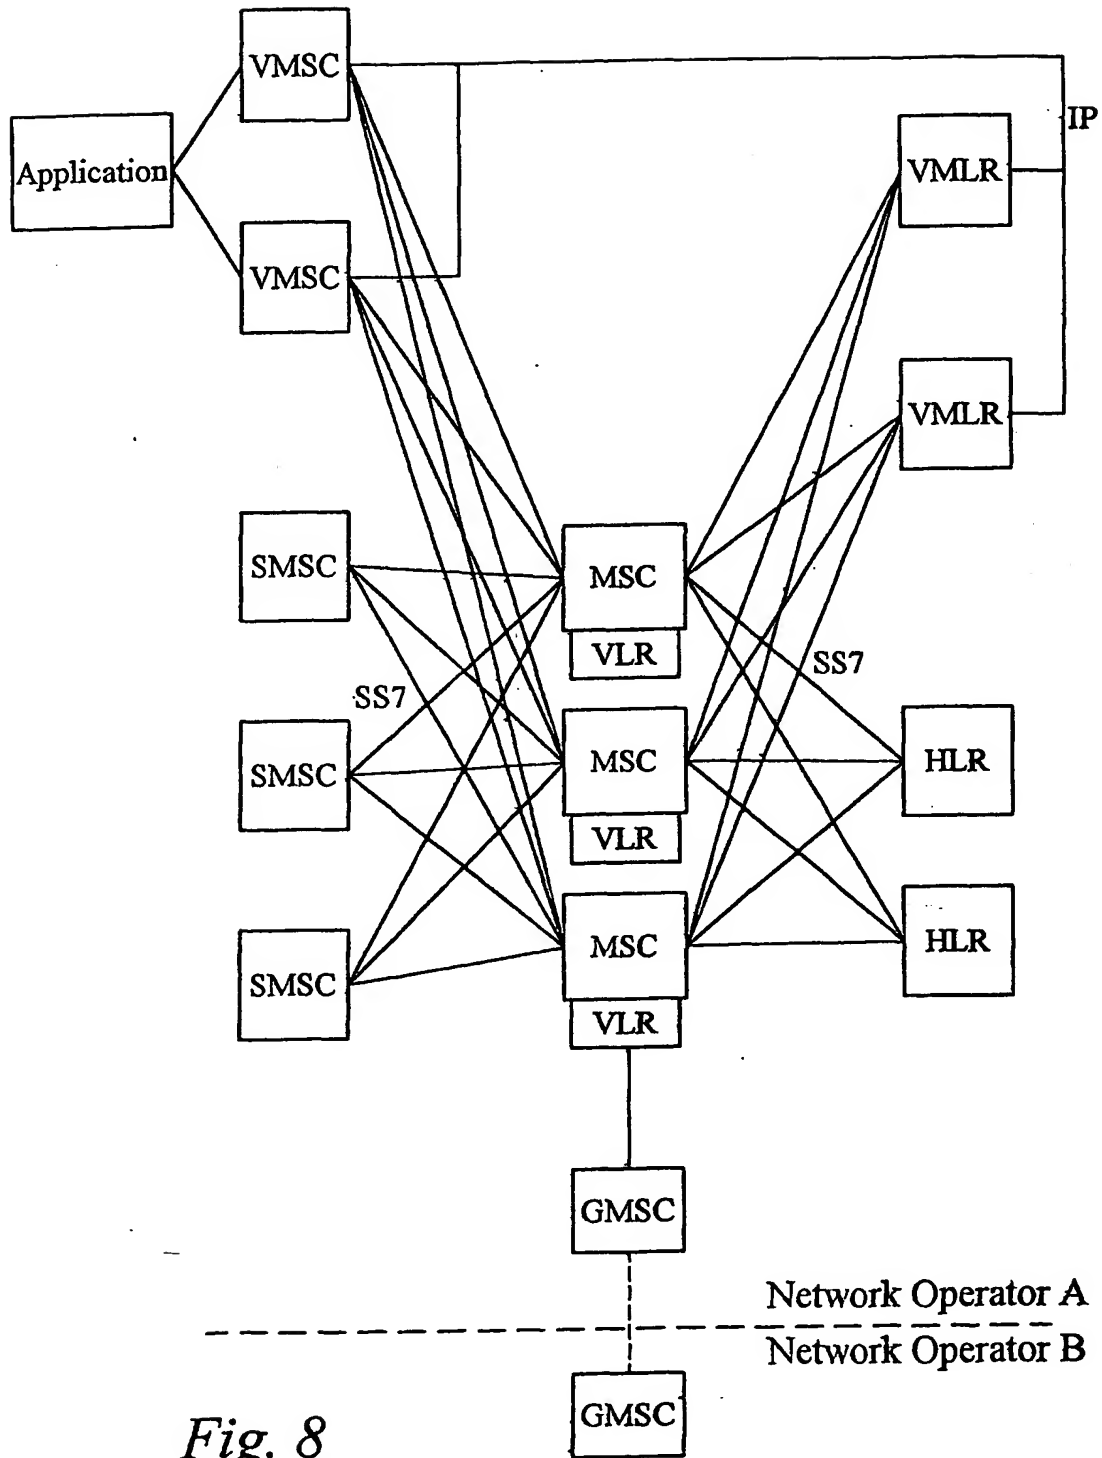 VMSC
IP
Application
VMLR
VMSC
VMLR
SMSC
MSC
VLR
SS7
SS7
SMSC
MSC
HLR
VLR
SMSC
MSC
HLR
VLR
GMSC
Network Operator A
Network Operator B
GMSC
Fig. 8